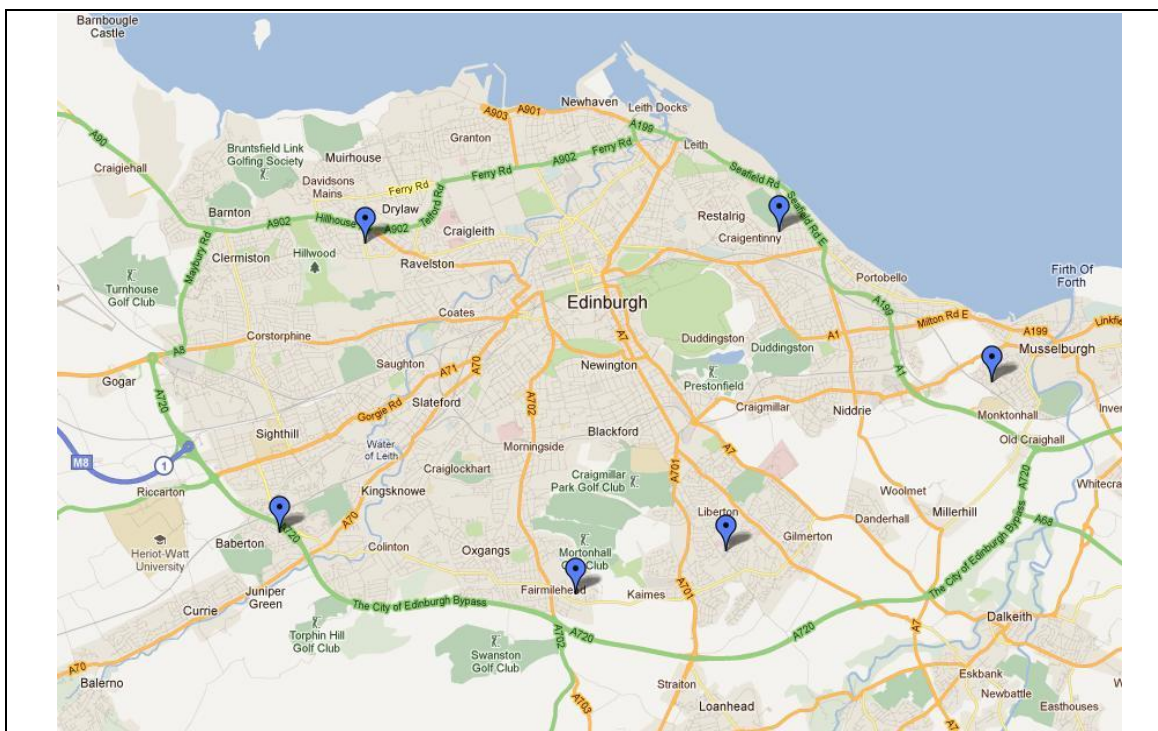 Barnbougle
Castle
A90
Craigiehall
Bruntsfield Link
Golfing Society
Muirhouse
Davidsons
Mains
Granton
A903
A901
Newhaven
Leith Docks
A199
Leith
Ferry Rd
Ferry Rd
A902
Ferry Rd
Seafield Rd
Barnton
A902
Hillhouse
A902
Drylaw
Telford Rd
Craigleith
Restalrig
Craigentinny
Seafield Rd E
Maybury Rd
Clermiston
Hillwood
Ravelston
Portobello
Firth Of
Forth
Turnhouse
Golf Club
Edinburgh
A199
Coates
Corstorphine
A8
A7
Duddingston
Duddingston
A1
Milton Rd E
A199
Linkfie
Musselburgh
Gogar
A720
Saughton
A71
A70
Newington
Prestonfield
A1
Slateford
Gorgie Rd
A702
Craigmillar
Niddrie
Monktonhall
Inver
Sighthill
Water
of Leith
Morningside
Blackford
A7
Old Craighall
M8
1
Riccarton
Craiglockhart
Craigmillar
Park Golf Club
A701
A720
Kingsknowe
Woolmet
Whitecra
A70
A720
Liberton
Danderhall
Millerhill
A68
Heriot-Watt
University
Baberton
Colinton
Oxgangs
Mortonhall
Golf Club
Gilmerton
The City of Edinburgh Bypass
Juniper
Green
Currie
The City of Edinburgh Bypass
Fairmilehead
Kaimes
A701
Torphin Hill
Golf Club
A702
A720
A720
A7
Dalkeith
Swanston
Golf Club
A70
Balerno
Straiton
Eskbank
Newbattle
W
A703
Loanhead
A7
Easthouses